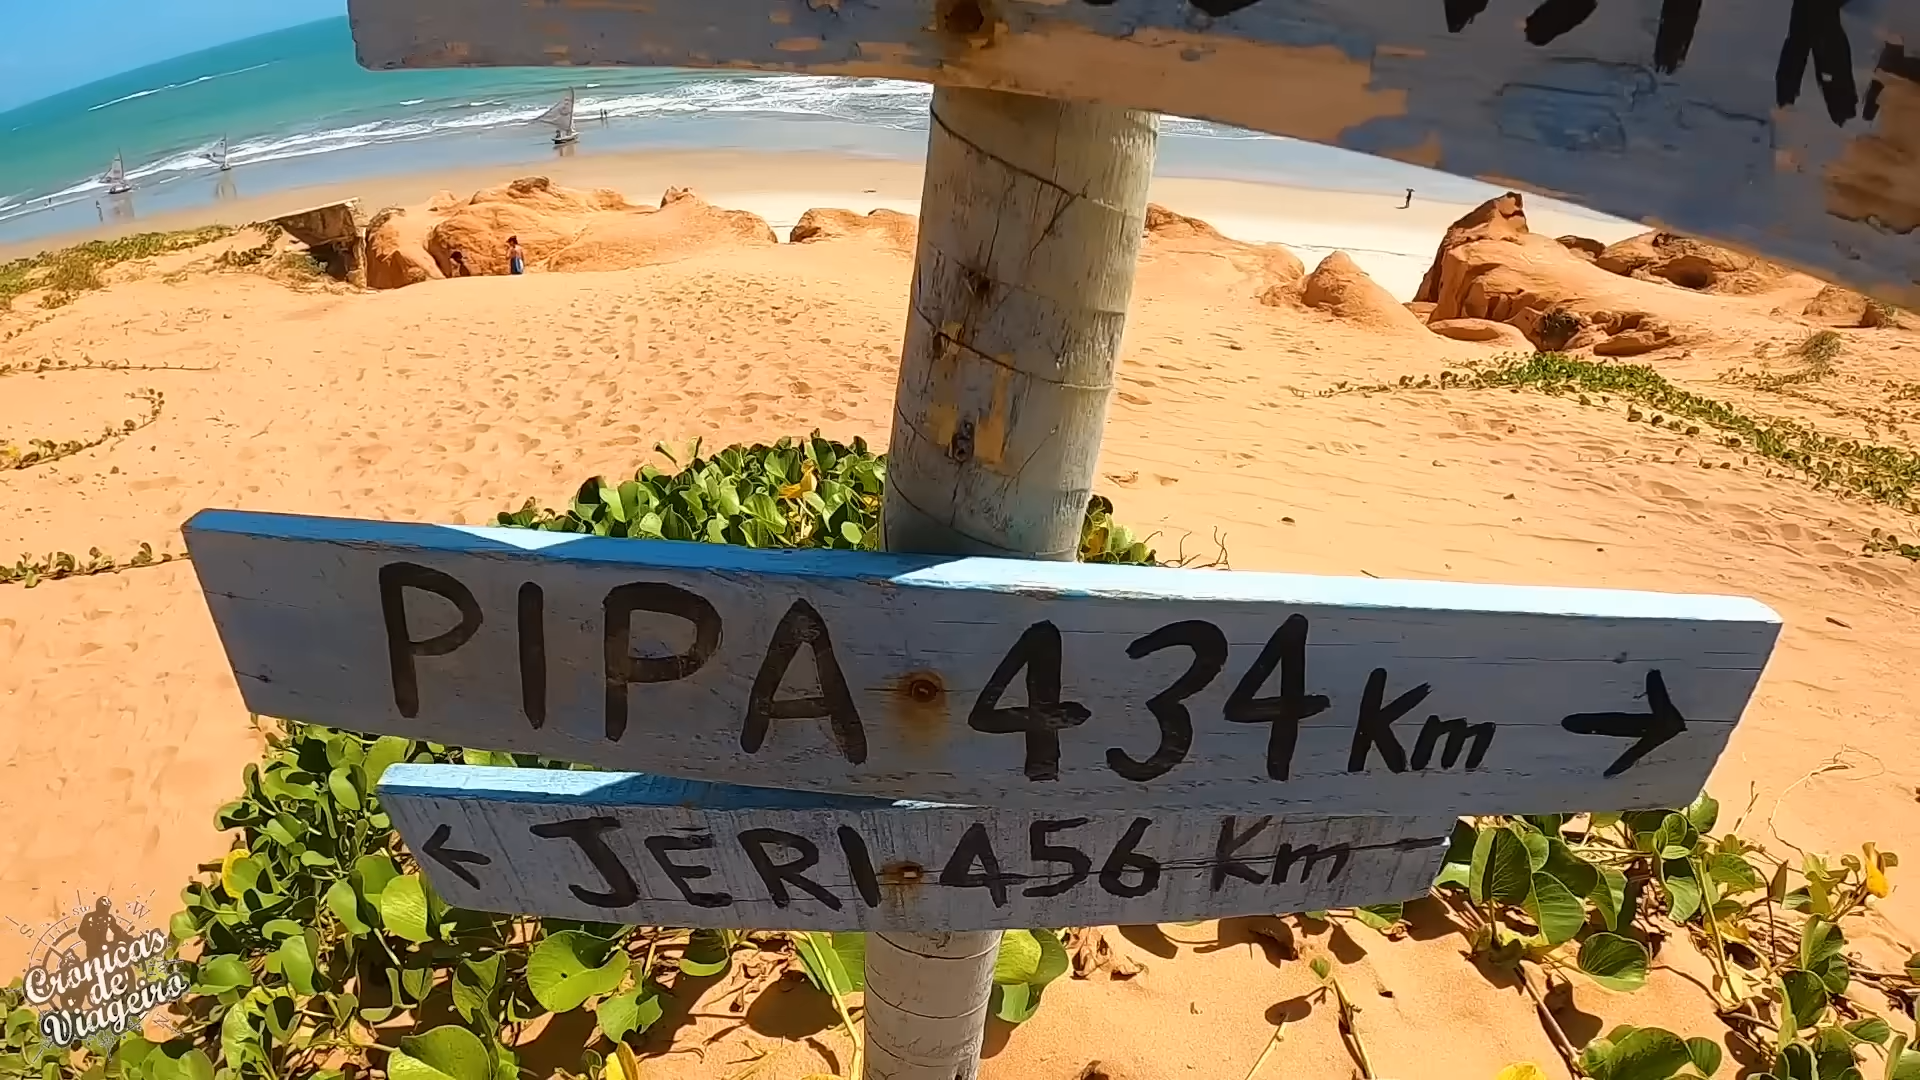 PIPA 434 Km →
← JERI 456 Km
Crônicas
de
Viageiro